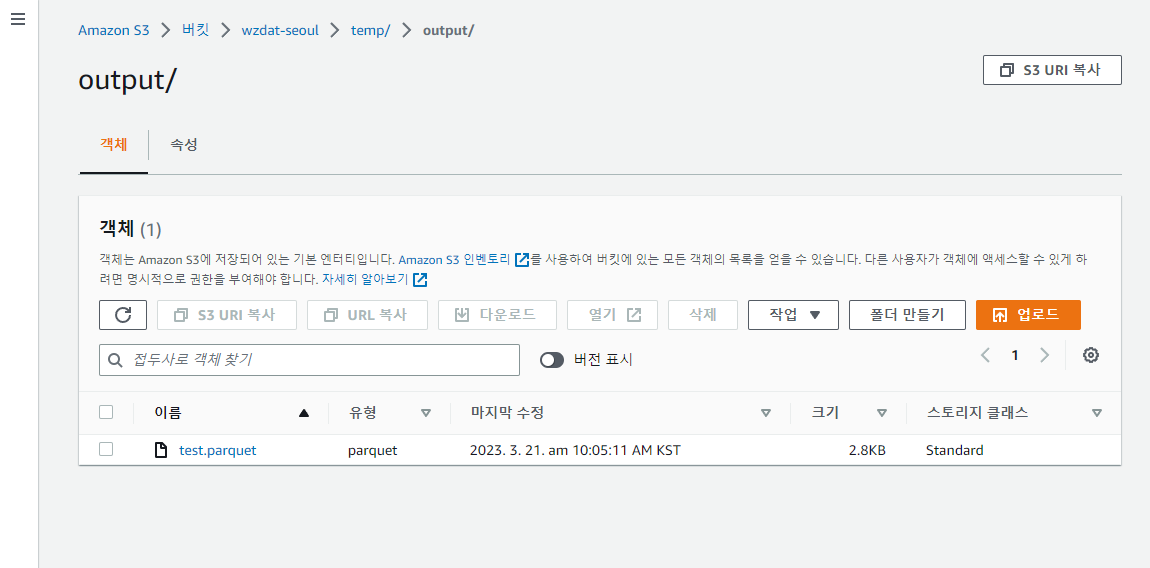 Amazon S3 > 버킷 > wzdat-seoul > temp/ > output/
output/
S3 URI 복사
객체
속성
객체 (1)
객체는 Amazon S3에 저장되어 있는 기본 엔터티입니다. Amazon S3 인벤토리 를 사용하여 버킷에 있는 모든 객체의 목록을 얻을 수 있습니다. 다른 사용자가 객체에 액세스할 수 있게 하
려면 명시적으로 권한을 부여해야 합니다. 자세히 알아보기
S3 URI 복사 URL 복사 다운로드 열기 삭제 작업 폴더 만들기 업로드
접두사로 객체 찾기 버전 표시 1
이름 유형 마지막 수정 크기 스토리지 클래스
test.parquet parquet 2023. 3. 21. am 10:05:11 AM KST 2.8KB Standard